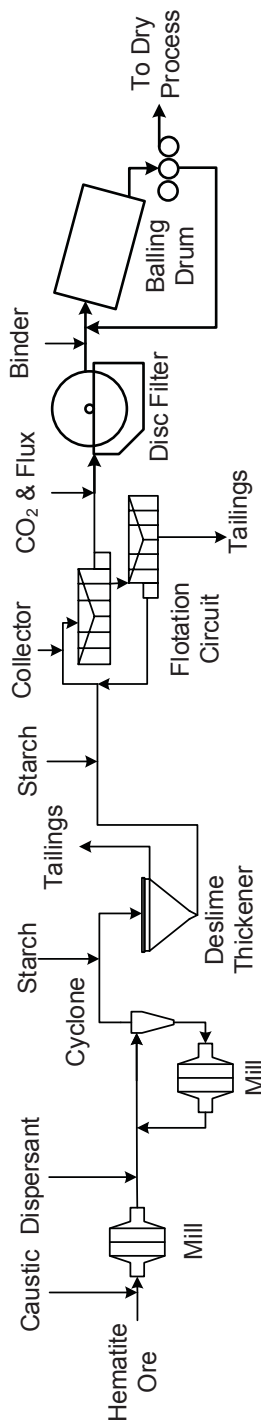 Hematite
Ore
Caustic
Dispersant
Mill
Mill
Cyclone
Starch
Tailings
Deslime
Thickener
Starch
Collector
Flotation
Circuit
Tailings
CO₂ & Flux
Disc Filter
Binder
Balling
Drum
To Dry
Process